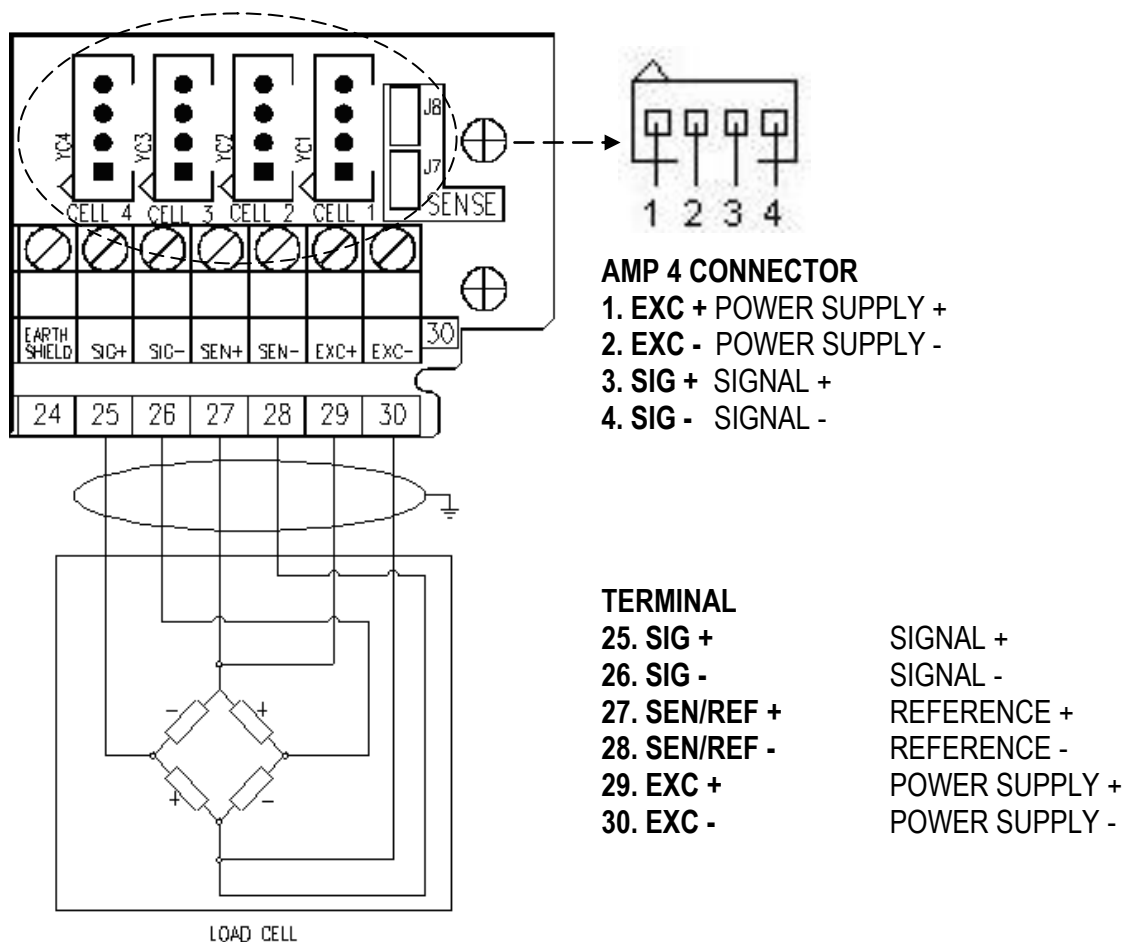 YC4
YC3
YC2
YC1
J8
J7
CELL 4 CELL 3 CELL 2 CELL 1
SENSE
EARTH SHIELD SIG+ SIG- SEN+ SEN- EXC+ EXC- 30
24 25 26 27 28 29 30
- +
+ -
LOAD CELL
1 2 3 4
AMP 4 CONNECTOR
1. EXC + POWER SUPPLY +
2. EXC - POWER SUPPLY -
3. SIG + SIGNAL +
4. SIG - SIGNAL -
TERMINAL
25. SIG + SIGNAL +
26. SIG - SIGNAL -
27. SEN/REF + REFERENCE +
28. SEN/REF - REFERENCE -
29. EXC + POWER SUPPLY +
30. EXC - POWER SUPPLY -